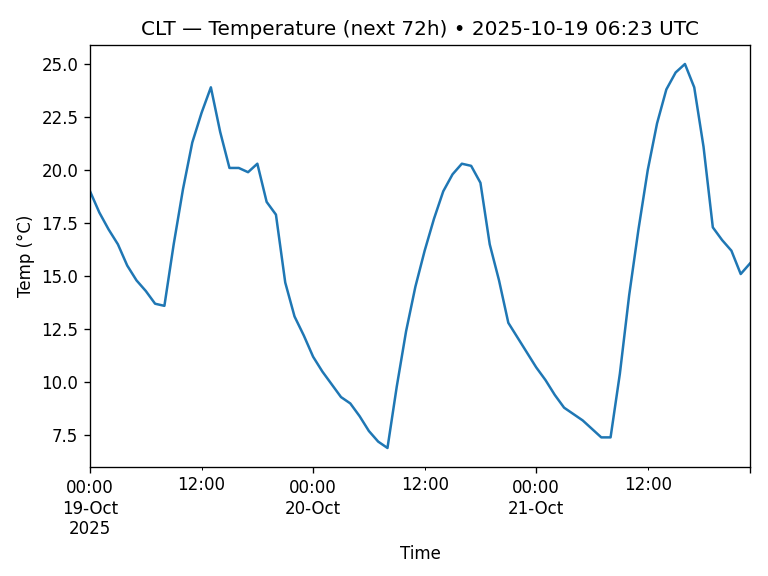 CLT — Temperature (next 72h) • 2025-10-19 06:23 UTC
Temp (°C)
25.0
22.5
20.0
17.5
15.0
12.5
10.0
7.5
00:00 12:00 00:00 12:00 00:00 12:00
19-Oct 20-Oct 21-Oct
2025
Time